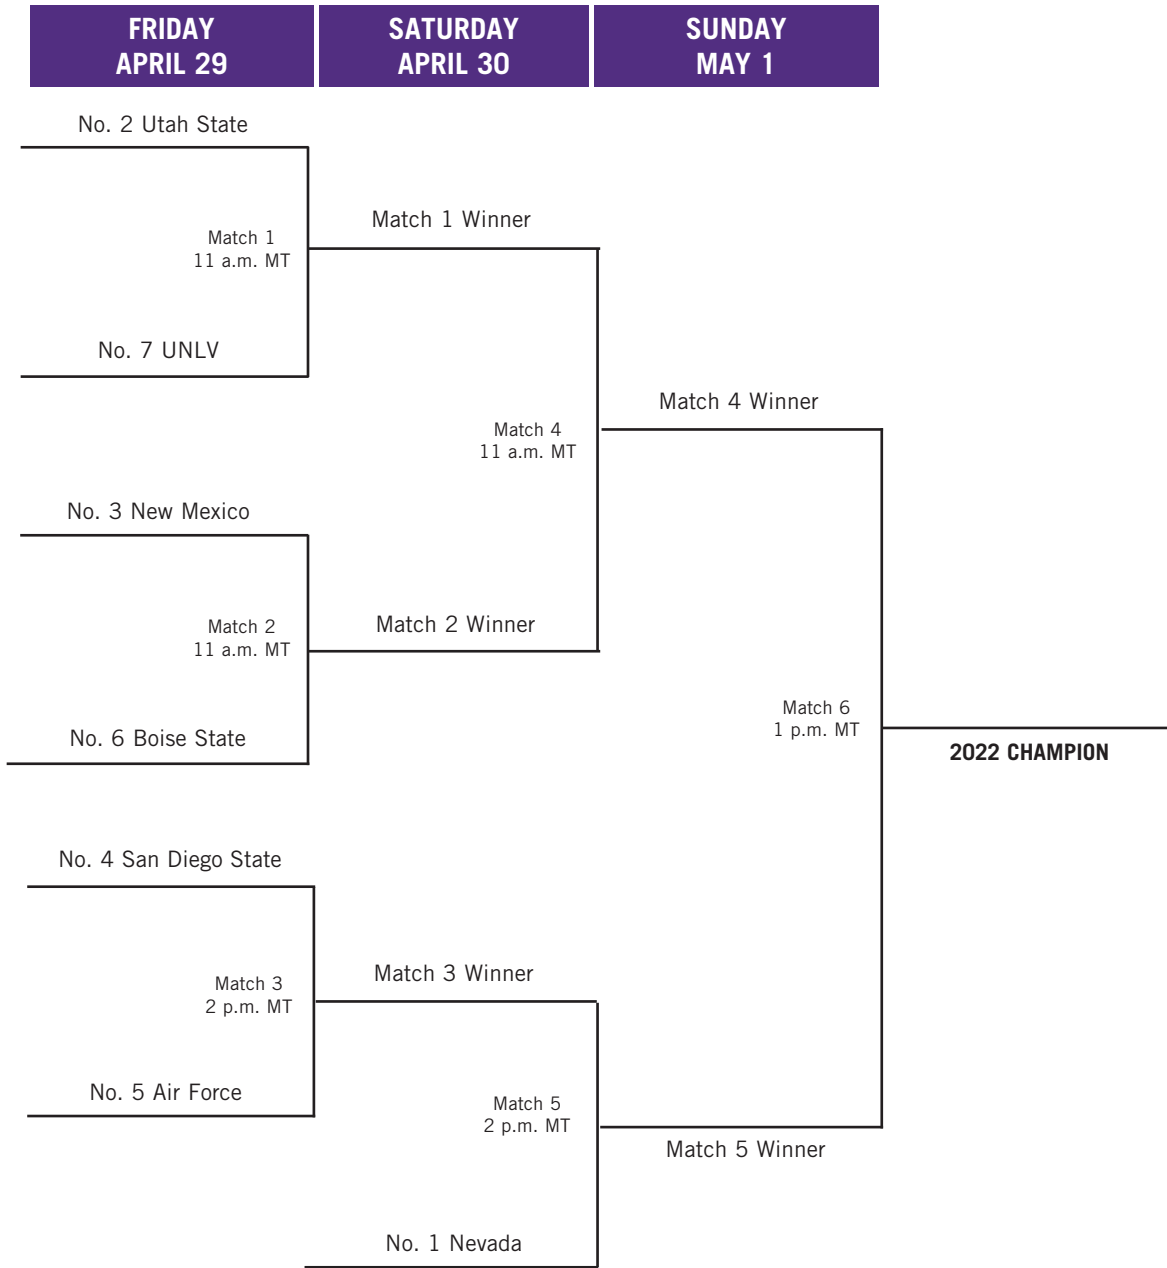 FRIDAY
APRIL 29
SATURDAY
APRIL 30
SUNDAY
MAY 1
No. 2 Utah State
Match 1
11 a.m. MT
No. 7 UNLV
Match 1 Winner
No. 3 New Mexico
Match 2
11 a.m. MT
No. 6 Boise State
Match 2 Winner
Match 4
11 a.m. MT
Match 4 Winner
No. 4 San Diego State
Match 3
2 p.m. MT
No. 5 Air Force
Match 3 Winner
Match 5
2 p.m. MT
No. 1 Nevada
Match 5 Winner
Match 6
1 p.m. MT
2022 CHAMPION